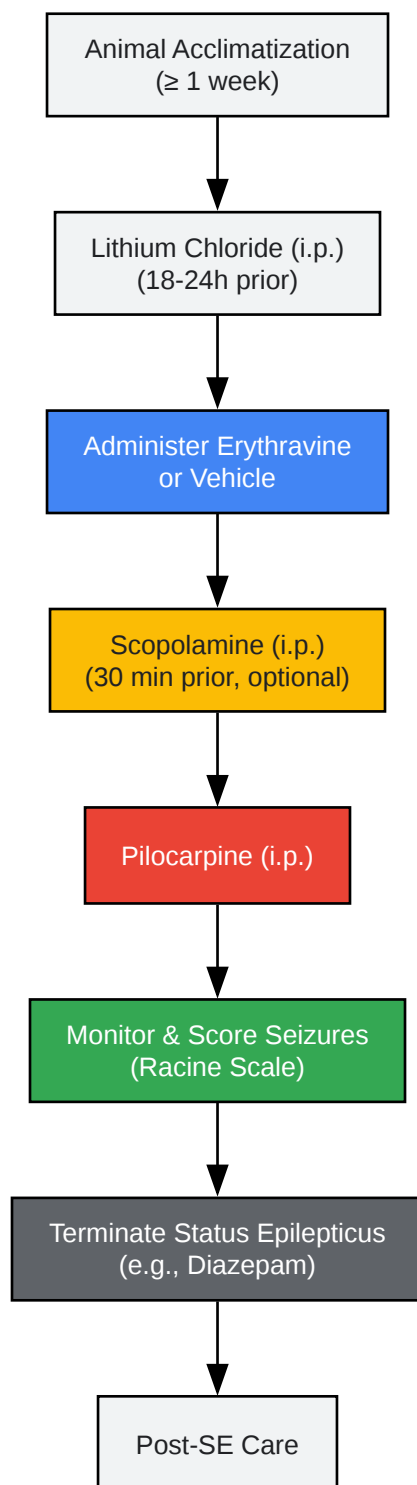 Animal Acclimatization
(≥ 1 week)
Lithium Chloride (i.p.)
(18-24h prior)
Administer Erythravine
or Vehicle
Scopolamine (i.p.)
(30 min prior, optional)
Pilocarpine (i.p.)
Monitor & Score Seizures
(Racine Scale)
Terminate Status Epilepticus
(e.g., Diazepam)
Post-SE Care